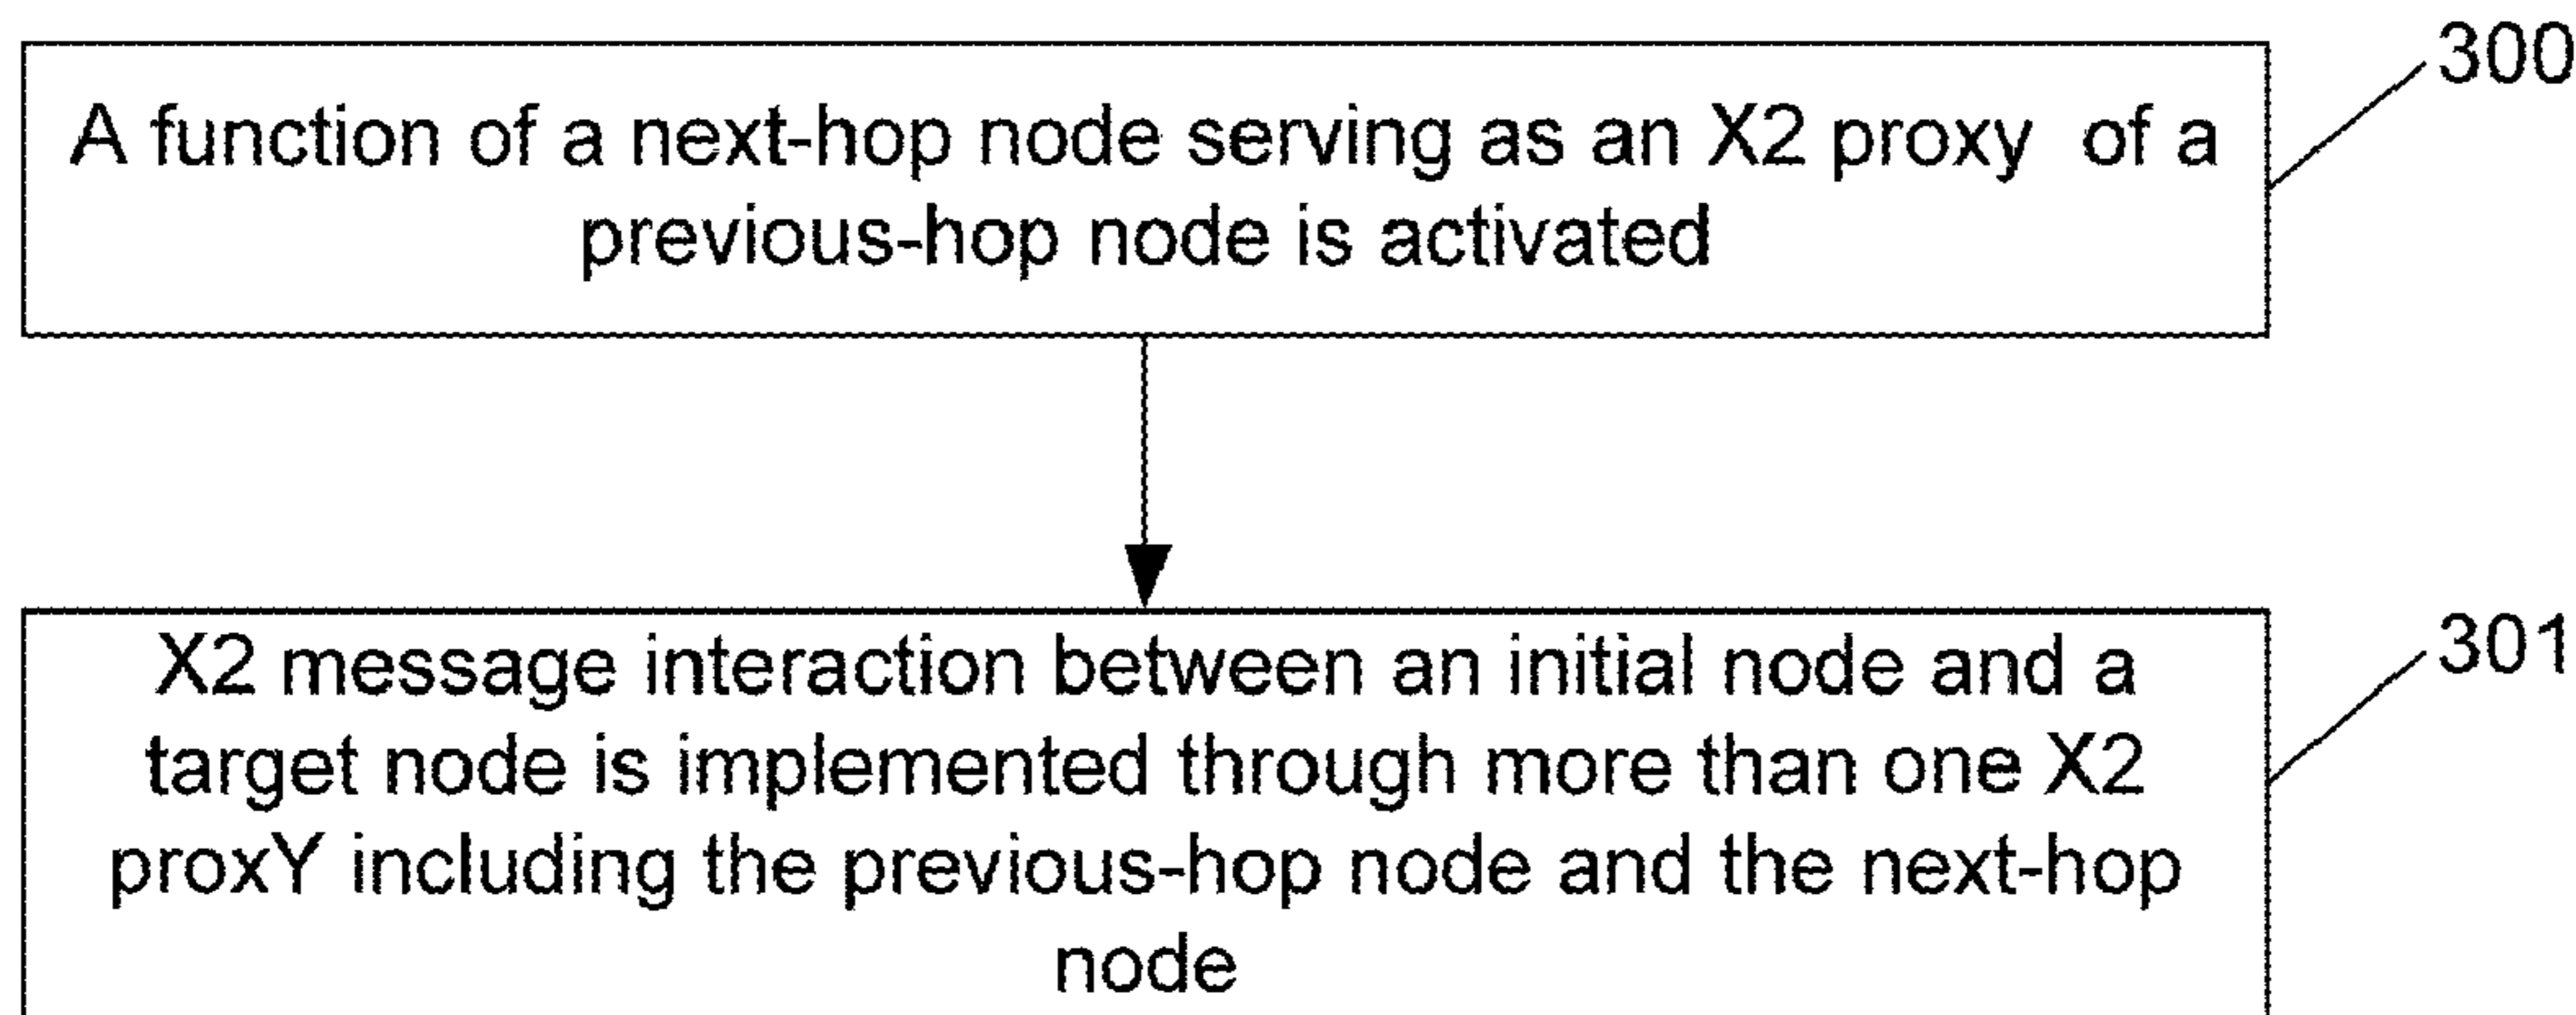 300
A function of a next-hop node serving as an X2 proxy of a
previous-hop node is activated
301
X2 message interaction between an initial node and a
target node is implemented through more than one X2
proxY including the previous-hop node and the next-hop
node